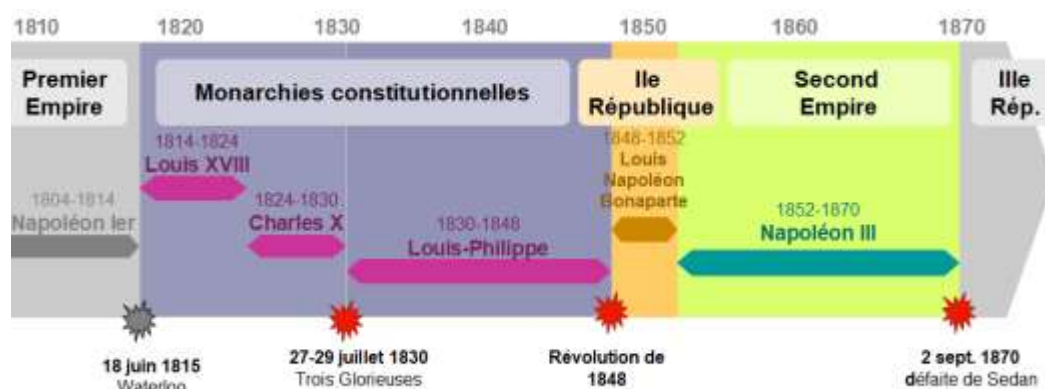 1810 1820 1830 1840 1850 1860 1870
Premier
Empire
Monarchies constitutionnelles
IIe
République
Second
Empire
IIIe
Rép.
1804-1814
Napoléon Ier
1814-1824
Louis XVIII
1824-1830
Charles X
1830-1848
Louis-Philippe
1848-1852
Louis
Napoléon
Bonaparte
1852-1870
Napoléon III
18 juin 1815
Waterloo
27-29 juillet 1830
Trois Glorieuses
Révolution de
1848
2 sept. 1870
défaite de Sedan